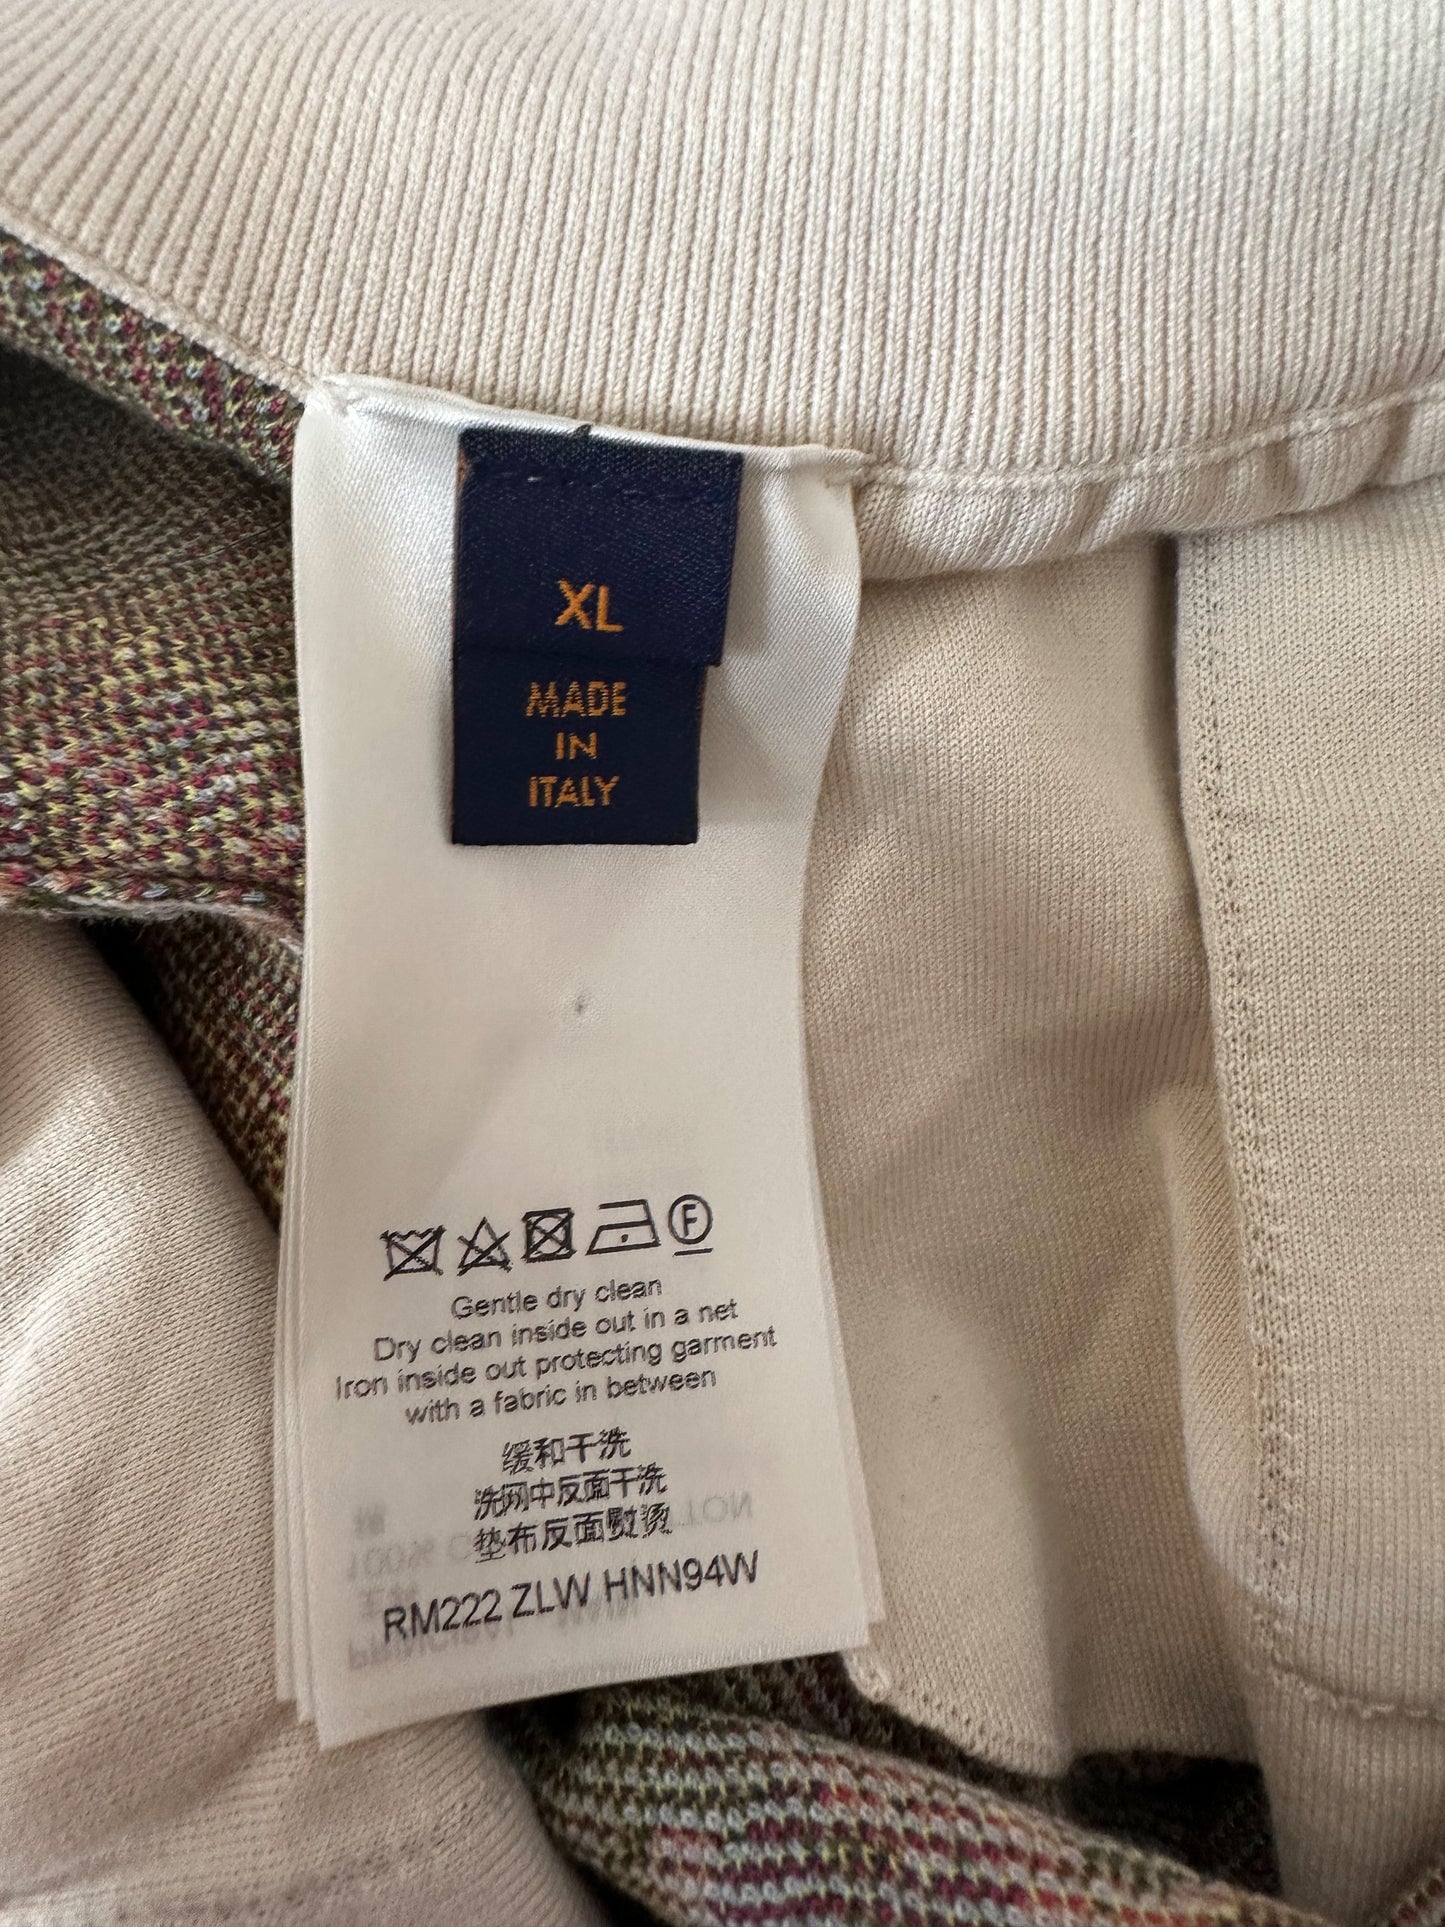 XL
MADE
IN
ITALY
F
Gentle dry clean
Dry clean inside out in a net
Iron inside out protecting garment
with a fabric in between
缓和干洗
洗网中反面干洗
垫布反面熨烫
RM222 ZLW HNN94W